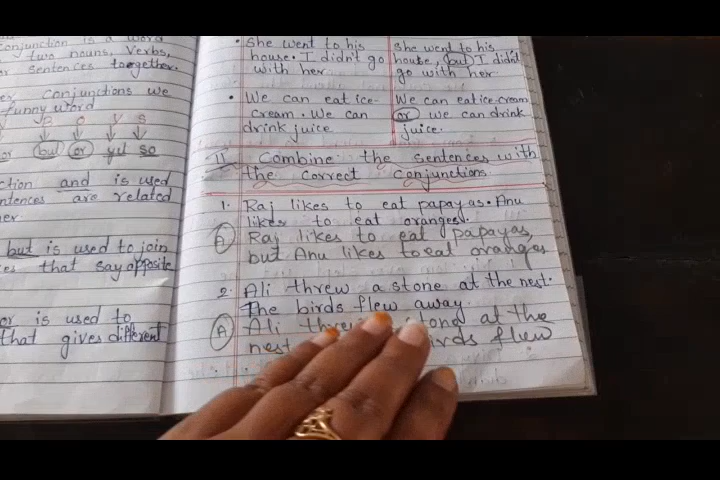 conjunction is a word
two nouns, verbs,
or sentences together.
conjunctions we
funny word
but or yet so
ction and is used
ntences are related
her
but is used to join
es that say opposite
or is used to
that gives different
• She went to his
house. I didn't go
with her
She went to his
house, but I didn't
go with her
• We can eat ice-
cream. We can
drink juice
We can eat ice-cream
or we can drink
juice.
II Combine the sentences with
the correct conjunctions
1. Raj likes to eat papayas. Anu
likes to eat oranges.
A Raj likes to eat papayas,
but Anu likes to eat oranges
2. Ali threw a stone at the nest.
The birds flew away.
A Ali threw a stone at the
nest birds flew